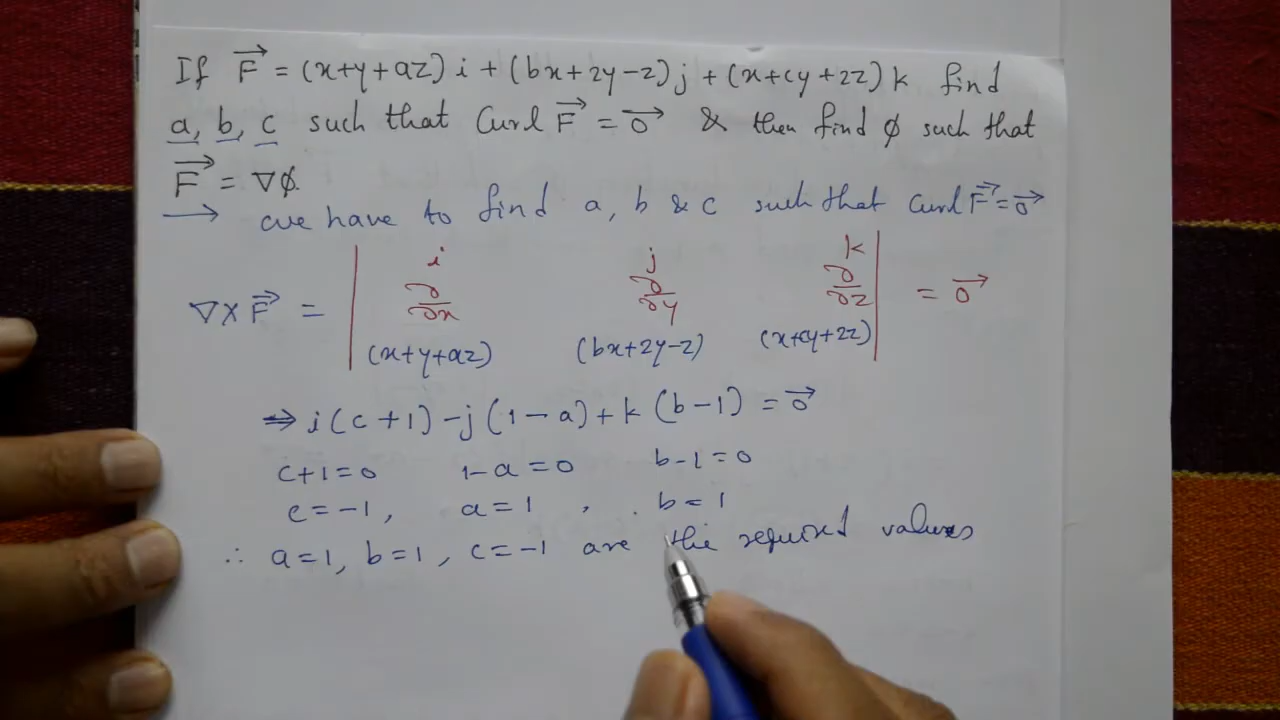 If F⃗ = (x+y+az) i + (bx+2y-z) j + (x+cy+2z) k find
a, b, c such that Curl F⃗ = 0⃗ & then find ϕ such that
F⃗ = ∇ϕ.
→ we have to find a, b & c such that Curl F⃗ = 0⃗
i j k
∂/∂x ∂/∂y ∂/∂z
∇×F⃗ = | | = 0⃗
(x+y+az) (bx+2y-z) (x+cy+2z)
⇒ i(c+1) - j(1-a) + k(b-1) = 0⃗
c+1=0 1-a=0 b-1=0
c=-1, a=1, b=1
∴ a=1, b=1, c=-1 are the required values